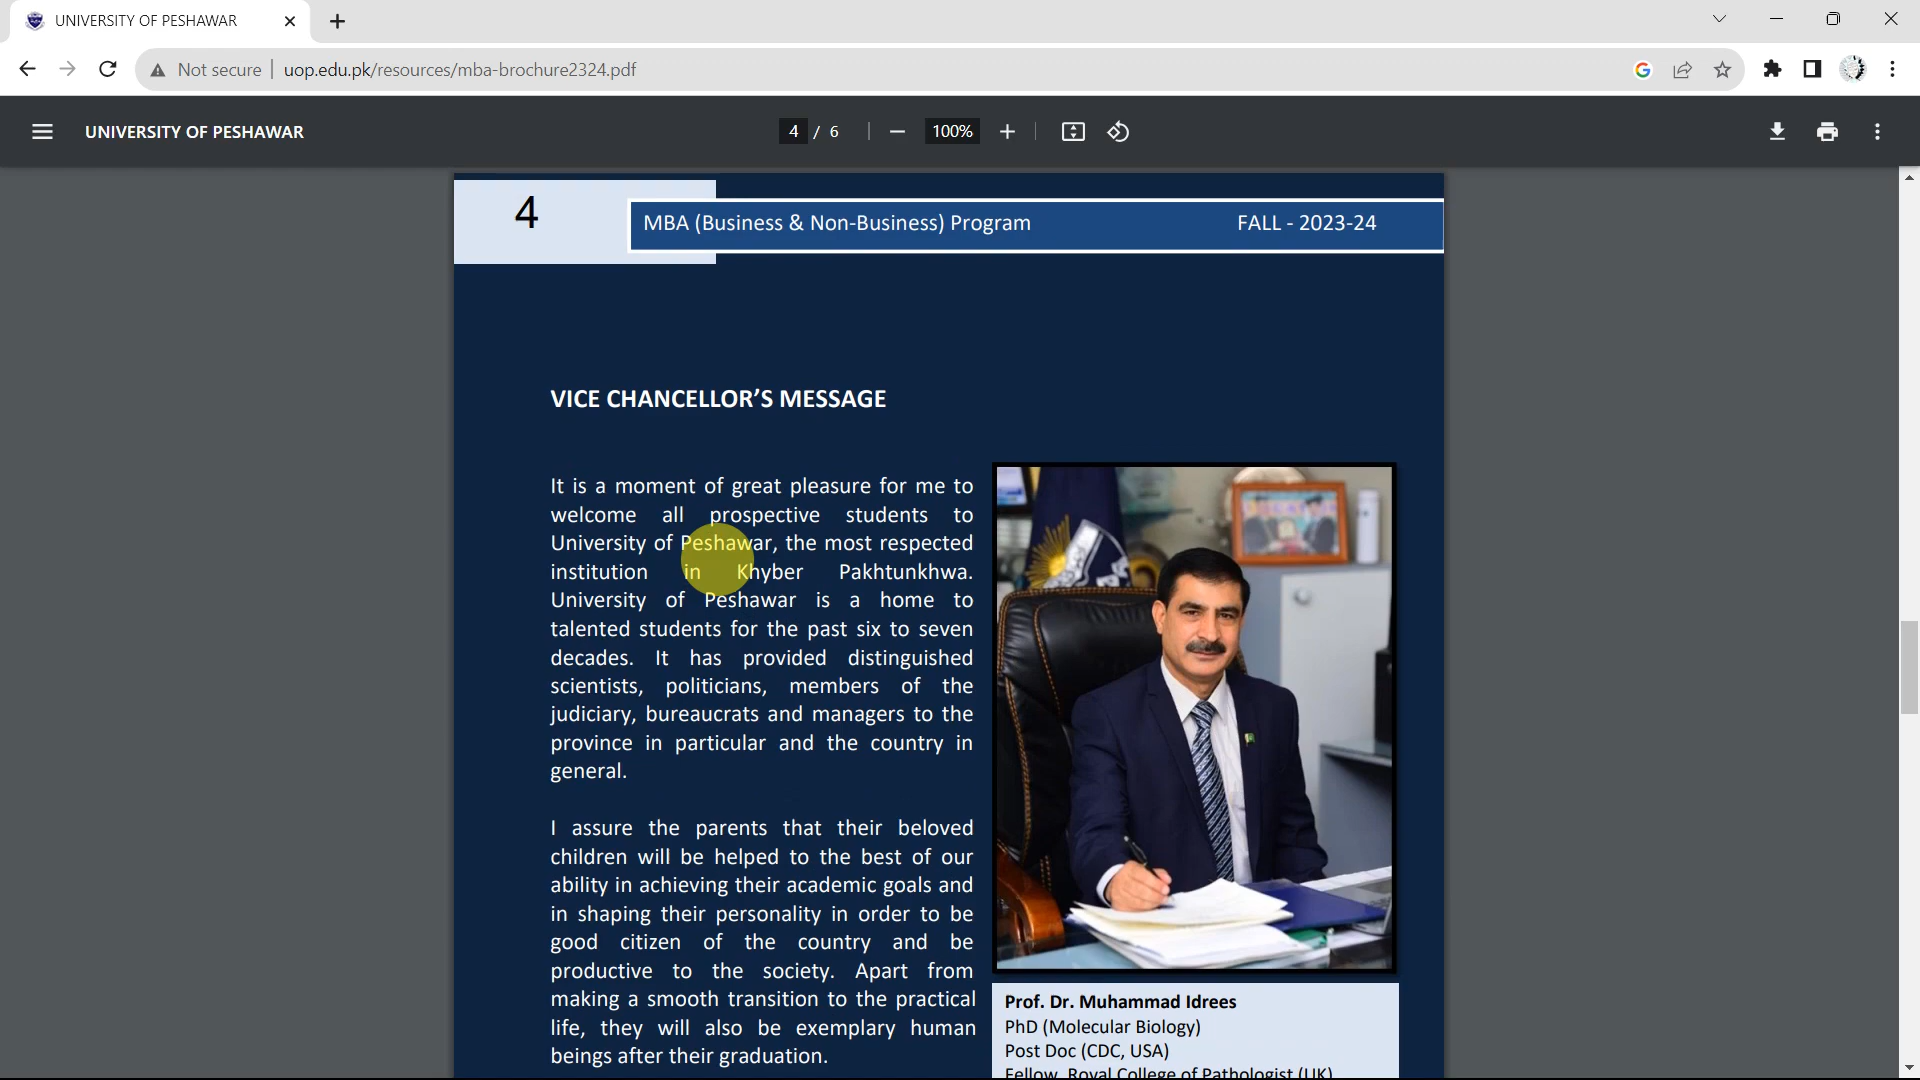 UNIVERSITY OF PESHAWAR
Not secure
uop.edu.pk/resources/mba-brochure2324.pdf
UNIVERSITY OF PESHAWAR
4 / 6
100%
4
MBA (Business & Non-Business) Program
FALL - 2023-24
VICE CHANCELLOR’S MESSAGE
It is a moment of great pleasure for me to
welcome all prospective students to
University of Peshawar, the most respected
institution in Khyber Pakhtunkhwa.
University of Peshawar is a home to
talented students for the past six to seven
decades. It has provided distinguished
scientists, politicians, members of the
judiciary, bureaucrats and managers to the
province in particular and the country in
general.
I assure the parents that their beloved
children will be helped to the best of our
ability in achieving their academic goals and
in shaping their personality in order to be
good citizen of the country and be
productive to the society. Apart from
making a smooth transition to the practical
life, they will also be exemplary human
beings after their graduation.
Prof. Dr. Muhammad Idrees
PhD (Molecular Biology)
Post Doc (CDC, USA)
Fellow, Royal College of Pathologist (UK)